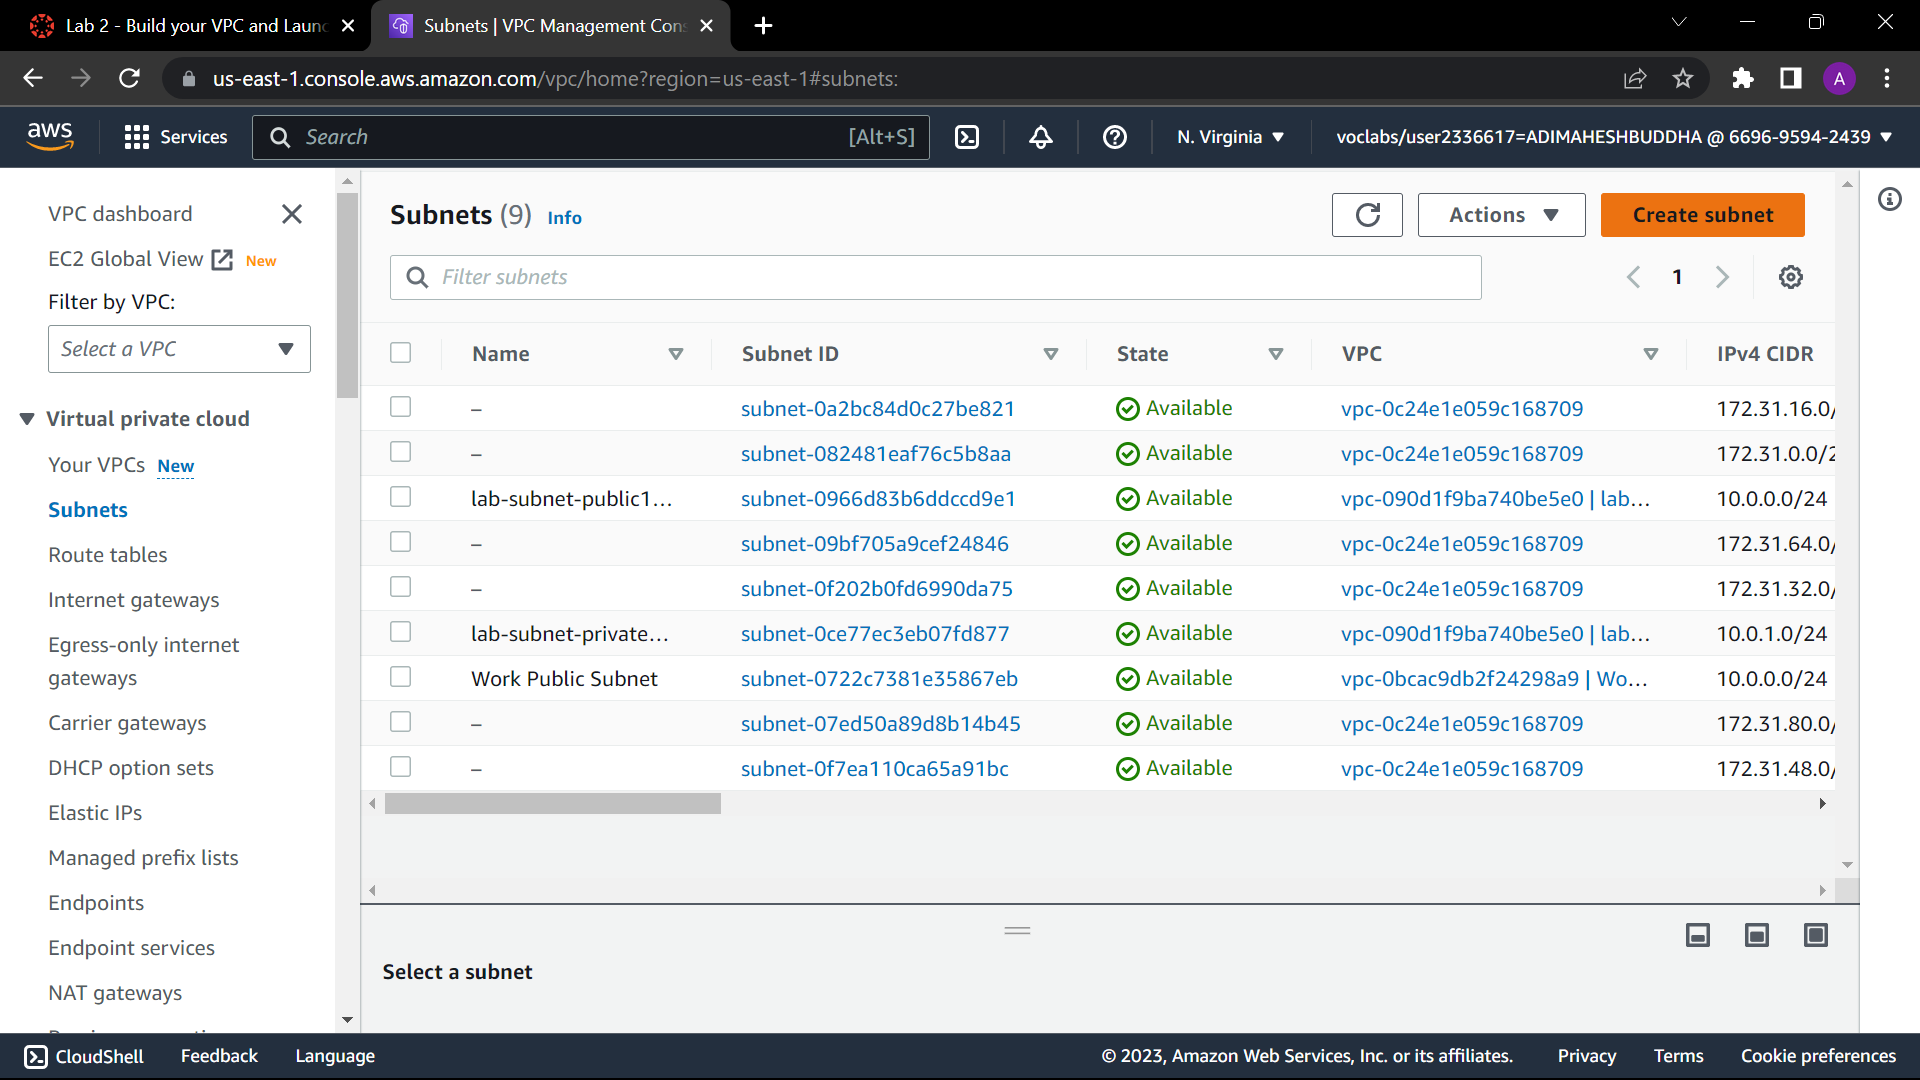 Lab 2 - Build your VPC and Laun
Subnets | VPC Management Con
us-east-1.console.aws.amazon.com/vpc/home?region=us-east-1#subnets:
A
aws
Services
Search
[Alt+S]
N. Virginia
voclabs/user2336617=ADIMAHESHBUDDHA @ 6696-9594-2439
VPC dashboard
EC2 Global View New
Filter by VPC:
Select a VPC
Virtual private cloud
Your VPCs New
Subnets
Route tables
Internet gateways
Egress-only internet
gateways
Carrier gateways
DHCP option sets
Elastic IPs
Managed prefix lists
Endpoints
Endpoint services
NAT gateways
Subnets (9) Info
Actions
Create subnet
Filter subnets
1
Name Subnet ID State VPC IPv4 CIDR
– subnet-0a2bc84d0c27be821 Available vpc-0c24e1e059c168709 172.31.16.0/
– subnet-082481eaf76c5b8aa Available vpc-0c24e1e059c168709 172.31.0.0/2
lab-subnet-public1... subnet-0966d83b6ddccd9e1 Available vpc-090d1f9ba740be5e0 | lab... 10.0.0.0/24
– subnet-09bf705a9cef24846 Available vpc-0c24e1e059c168709 172.31.64.0/
– subnet-0f202b0fd6990da75 Available vpc-0c24e1e059c168709 172.31.32.0/
lab-subnet-private... subnet-0ce77ec3eb07fd877 Available vpc-090d1f9ba740be5e0 | lab... 10.0.1.0/24
Work Public Subnet subnet-0722c7381e35867eb Available vpc-0bcac9db2f24298a9 | Wo... 10.0.0.0/24
– subnet-07ed50a89d8b14b45 Available vpc-0c24e1e059c168709 172.31.80.0/
– subnet-0f7ea110ca65a91bc Available vpc-0c24e1e059c168709 172.31.48.0/
Select a subnet
CloudShell
Feedback
Language
© 2023, Amazon Web Services, Inc. or its affiliates.
Privacy
Terms
Cookie preferences